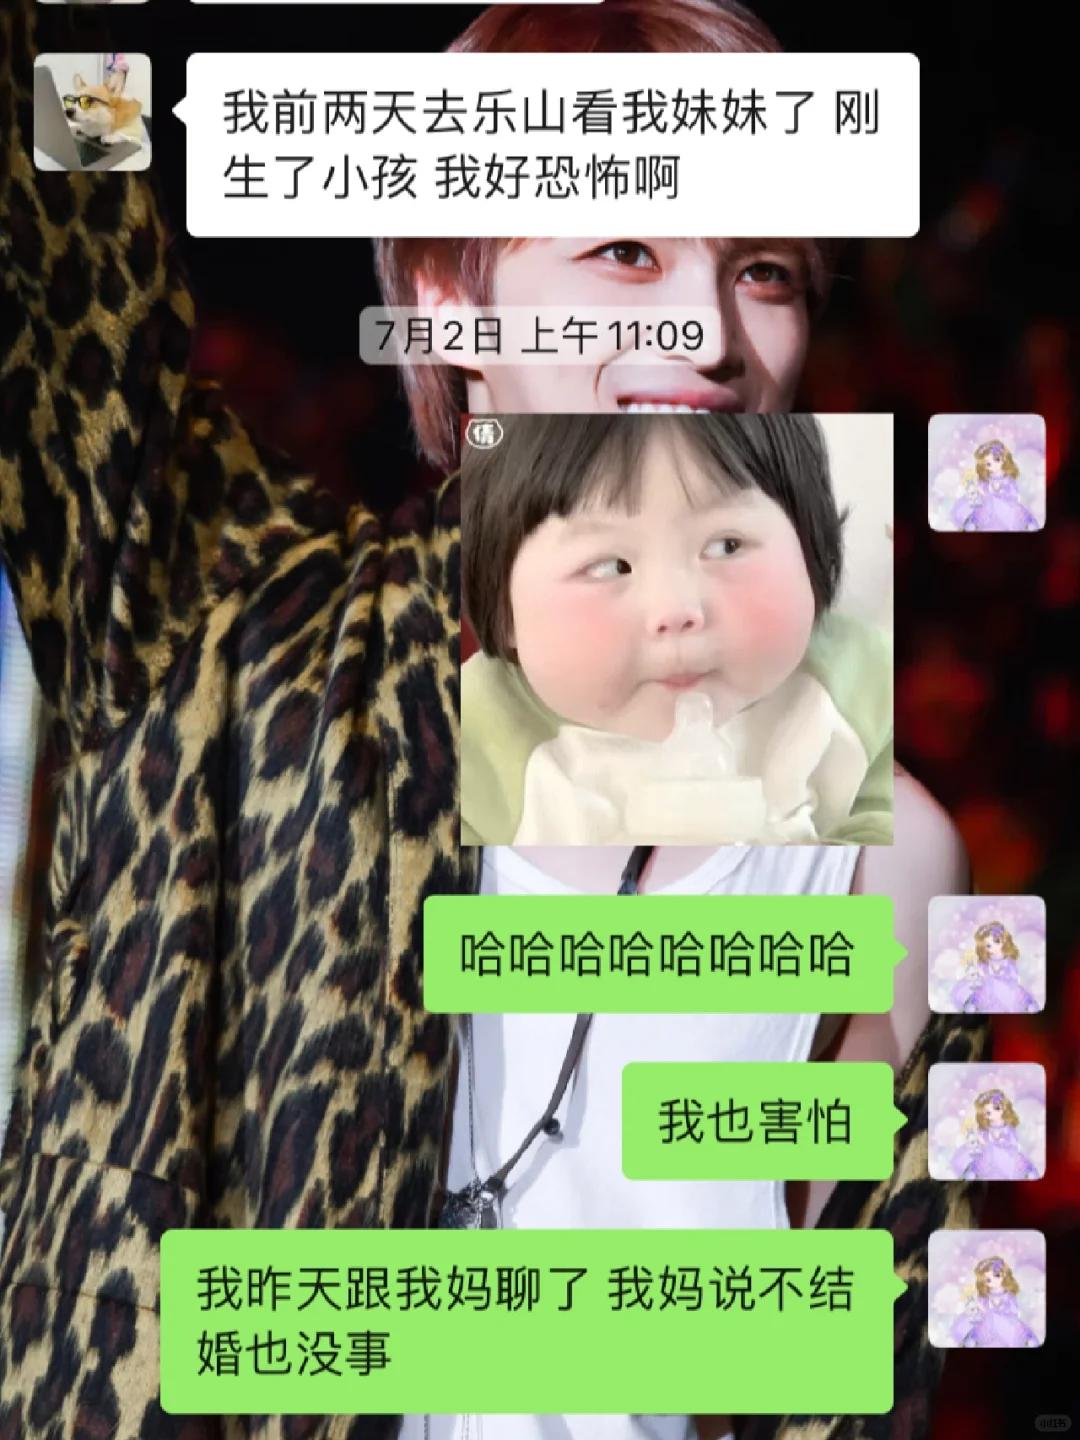 我前两天去乐山看我妹妹了 刚
生了小孩 我好恐怖啊
7月2日 上午11:09
倩
哈哈哈哈哈哈哈哈
我也害怕
我昨天跟我妈聊了 我妈说不结
婚也没事